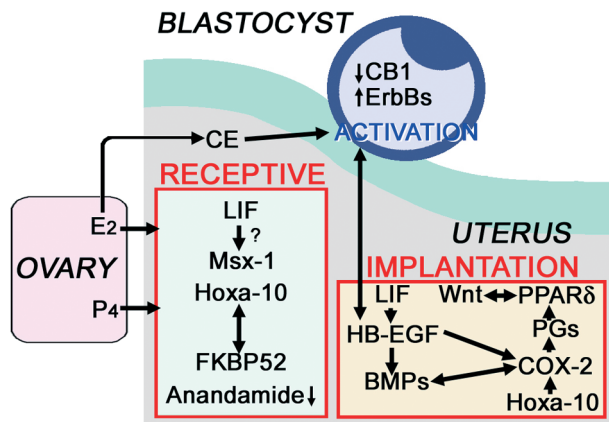 BLASTOCYST
↓CB1
↑ErbBs
ACTIVATION
CE
RECEPTIVE
LIF
?
Msx-1
Hoxa-10
FKBP52
Anandamide↓
E2
OVARY
P4
UTERUS
IMPLANTATION
LIF
Wnt
PPARδ
HB-EGF
PGs
COX-2
BMPs
Hoxa-10